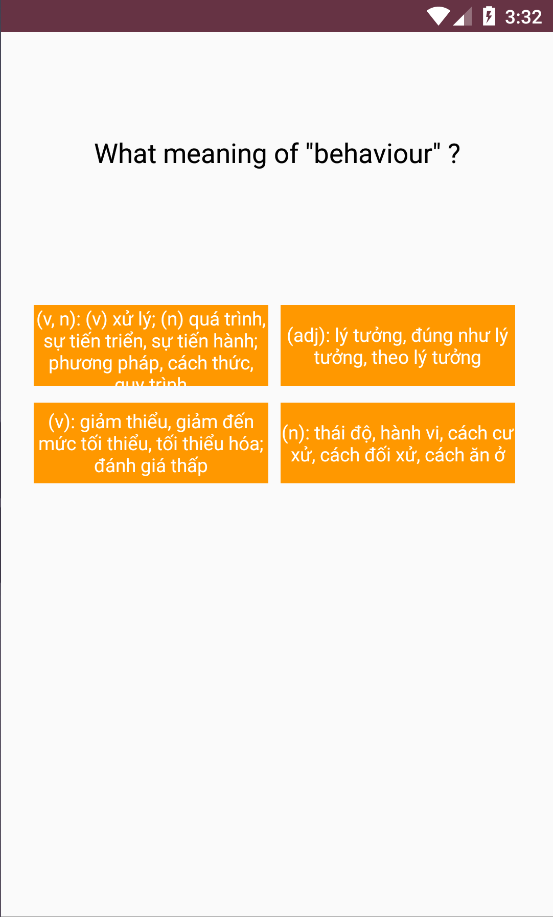 3:32
What meaning of "behaviour" ?
(v, n): (v) xử lý; (n) quá trình,
sự tiến triển, sự tiến hành;
phương pháp, cách thức,
quy trình
(adj): lý tưởng, đúng như lý
tưởng, theo lý tưởng
(v): giảm thiểu, giảm đến
mức tối thiểu, tối thiểu hóa;
đánh giá thấp
(n): thái độ, hành vi, cách cư
xử, cách đối xử, cách ăn ở